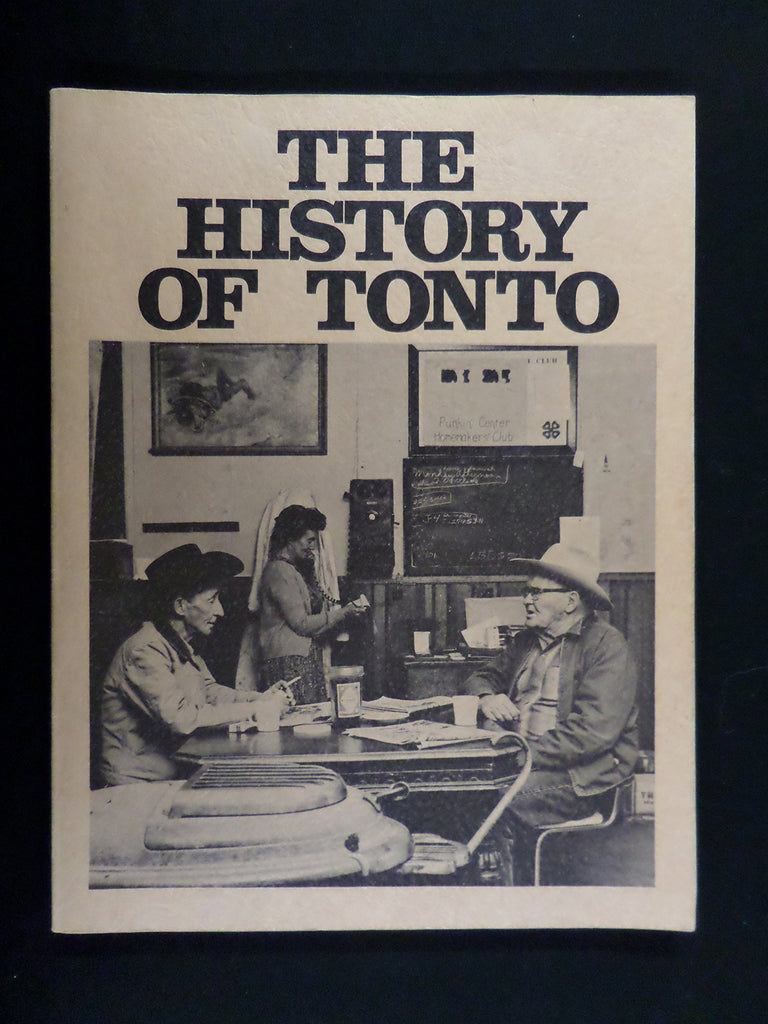 THE
HISTORY
OF TONTO
Punkin Center
Homemakers Club